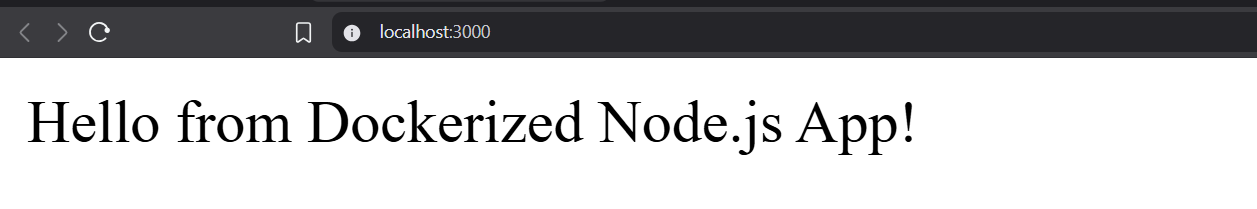 localhost:3000
Hello from Dockerized Node.js App!